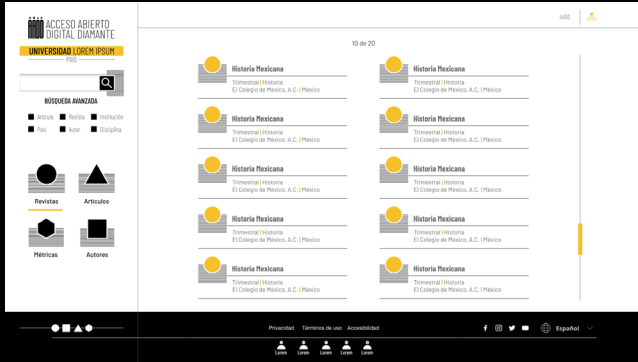 ACCESO ABIERTO
DIGITAL DIAMANTE
UNIVERSIDAD LOREM IPSUM
PAÍS
BÚSQUEDA AVANZADA
Artículo Revista Institución
País Autor Disciplina
Revistas Artículos
Métricas Autores
AADD
10 de 20
Historia Mexicana
Trimestral | Historia
El Colegio de México, A.C. | México
Historia Mexicana
Trimestral | Historia
El Colegio de México, A.C. | México
Historia Mexicana
Trimestral | Historia
El Colegio de México, A.C. | México
Historia Mexicana
Trimestral | Historia
El Colegio de México, A.C. | México
Historia Mexicana
Trimestral | Historia
El Colegio de México, A.C. | México
Historia Mexicana
Trimestral | Historia
El Colegio de México, A.C. | México
Historia Mexicana
Trimestral | Historia
El Colegio de México, A.C. | México
Historia Mexicana
Trimestral | Historia
El Colegio de México, A.C. | México
Historia Mexicana
Trimestral | Historia
El Colegio de México, A.C. | México
Historia Mexicana
Trimestral | Historia
El Colegio de México, A.C. | México
Privacidad Términos de uso Accesibilidad
Español
Lorem Lorem Lorem Lorem Lorem